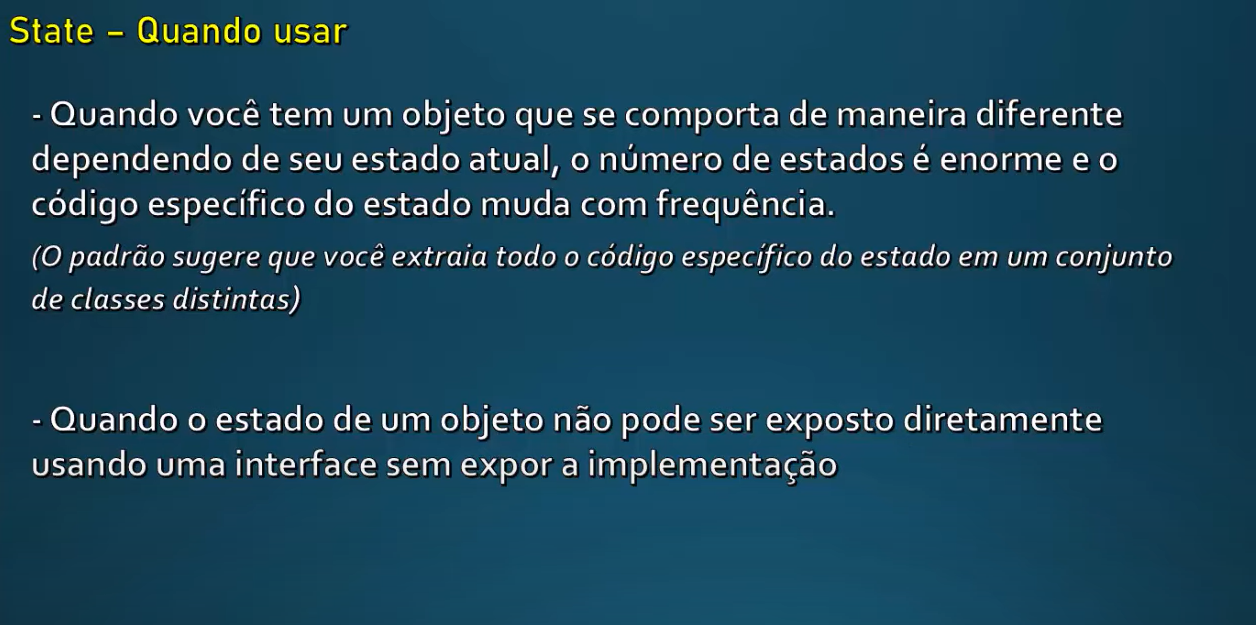 State – Quando usar
- Quando você tem um objeto que se comporta de maneira diferente
dependendo de seu estado atual, o número de estados é enorme e o
código específico do estado muda com frequência.
(O padrão sugere que você extraia todo o código específico do estado em um conjunto
de classes distintas)
- Quando o estado de um objeto não pode ser exposto diretamente
usando uma interface sem expor a implementação